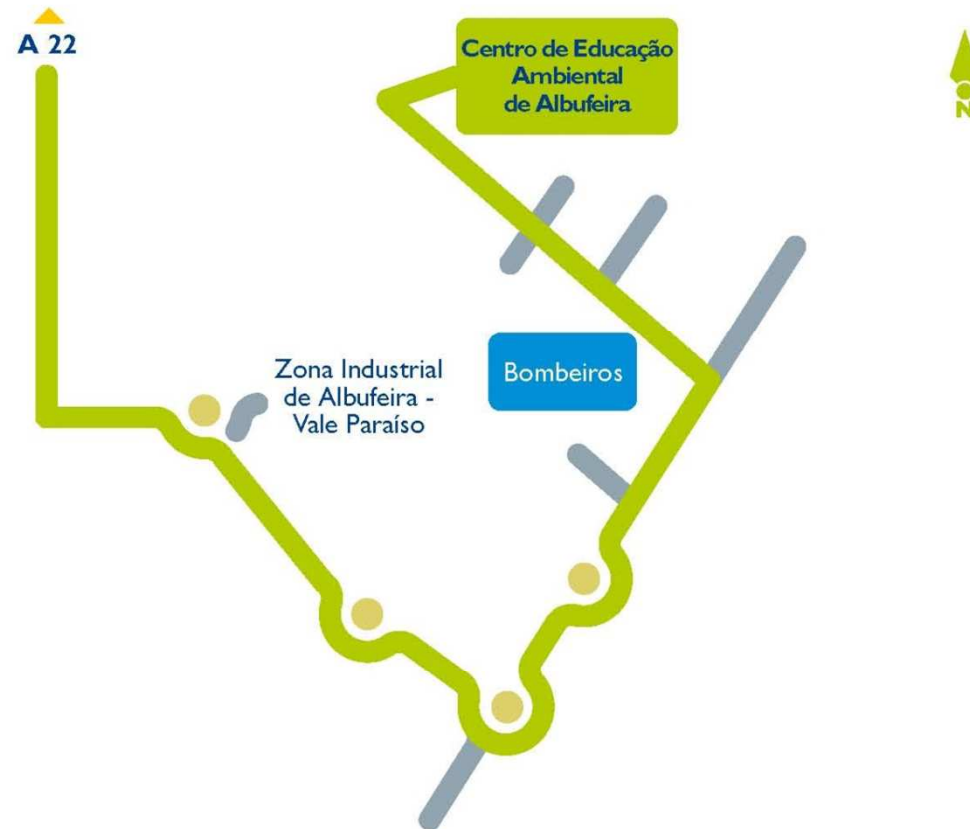 A 22
Centro de Educação
Ambiental
de Albufeira
N
Zona Industrial
de Albufeira -
Vale Paraíso
Bombeiros